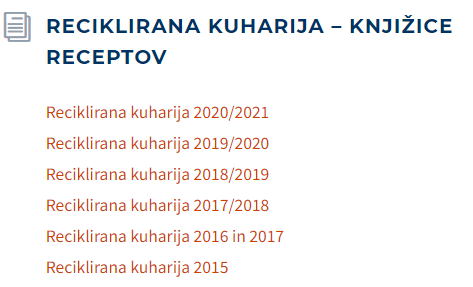 RECIKLIRANA KUHARIJA – KNJIŽICE
RECEPTOV
Reciklirana kuharija 2020/2021
Reciklirana kuharija 2019/2020
Reciklirana kuharija 2018/2019
Reciklirana kuharija 2017/2018
Reciklirana kuharija 2016 in 2017
Reciklirana kuharija 2015